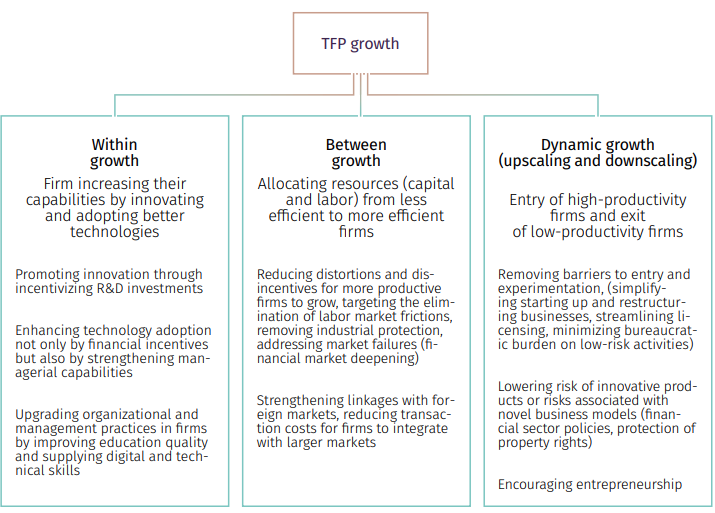 TFP growth
Within
growth
Firm increasing their
capabilities by innovating
and adopting better
technologies
Promoting innovation through
incentivizing R&D investments
Enhancing technology adoption
not only by financial incentives
but also by strengthening man-
agerial capabilities
Upgrading organizational and
management practices in firms
by improving education quality
and supplying digital and tech-
nical skills
Between
growth
Allocating resources (capital
and labor) from less
efficient to more efficient
firms
Reducing distortions and dis-
incentives for more productive
firms to grow, targeting the elim-
ination of labor market frictions,
removing industrial protection,
addressing market failures (fi-
nancial market deepening)
Strengthening linkages with for-
eign markets, reducing transac-
tion costs for firms to integrate
with larger markets
Dynamic growth
(upscaling and downscaling)
Entry of high-productivity
firms and exit
of low-productivity firms
Removing barriers to entry and
experimentation, (simplify-
ing starting up and restructur-
ing businesses, streamlining li-
censing, minimizing bureaucrat-
ic burden on low-risk activities)
Lowering risk of innovative prod-
ucts or risks associated with
novel business models (finan-
cial sector policies, protection of
property rights)
Encouraging entrepreneurship